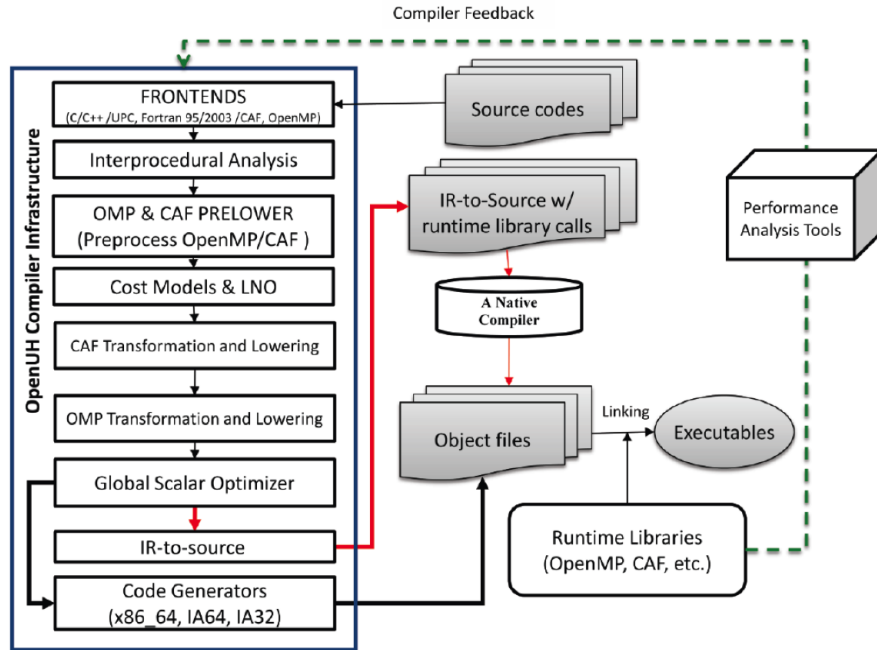 Compiler Feedback
OpenUH Compiler Infrastructure
FRONTENDS
(C/C++ /UPC, Fortran 95/2003 /CAF, OpenMP)
Interprocedural Analysis
OMP & CAF PRELOWER
(Preprocess OpenMP/CAF )
Cost Models & LNO
CAF Transformation and Lowering
OMP Transformation and Lowering
Global Scalar Optimizer
IR-to-source
Code Generators
(x86_64, IA64, IA32)
Source codes
IR-to-Source w/
runtime library calls
A Native
Compiler
Object files
Linking
Executables
Runtime Libraries
(OpenMP, CAF, etc.)
Performance
Analysis Tools